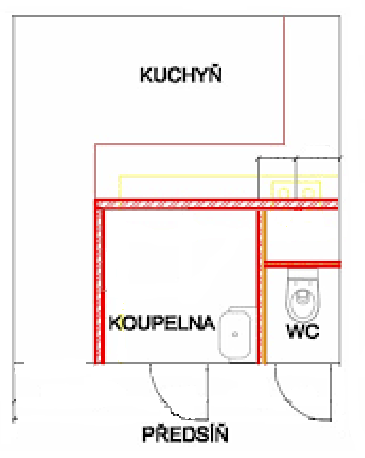 KUCHYŇ
KOUPELNA
WC
PŘEDSÍŇ